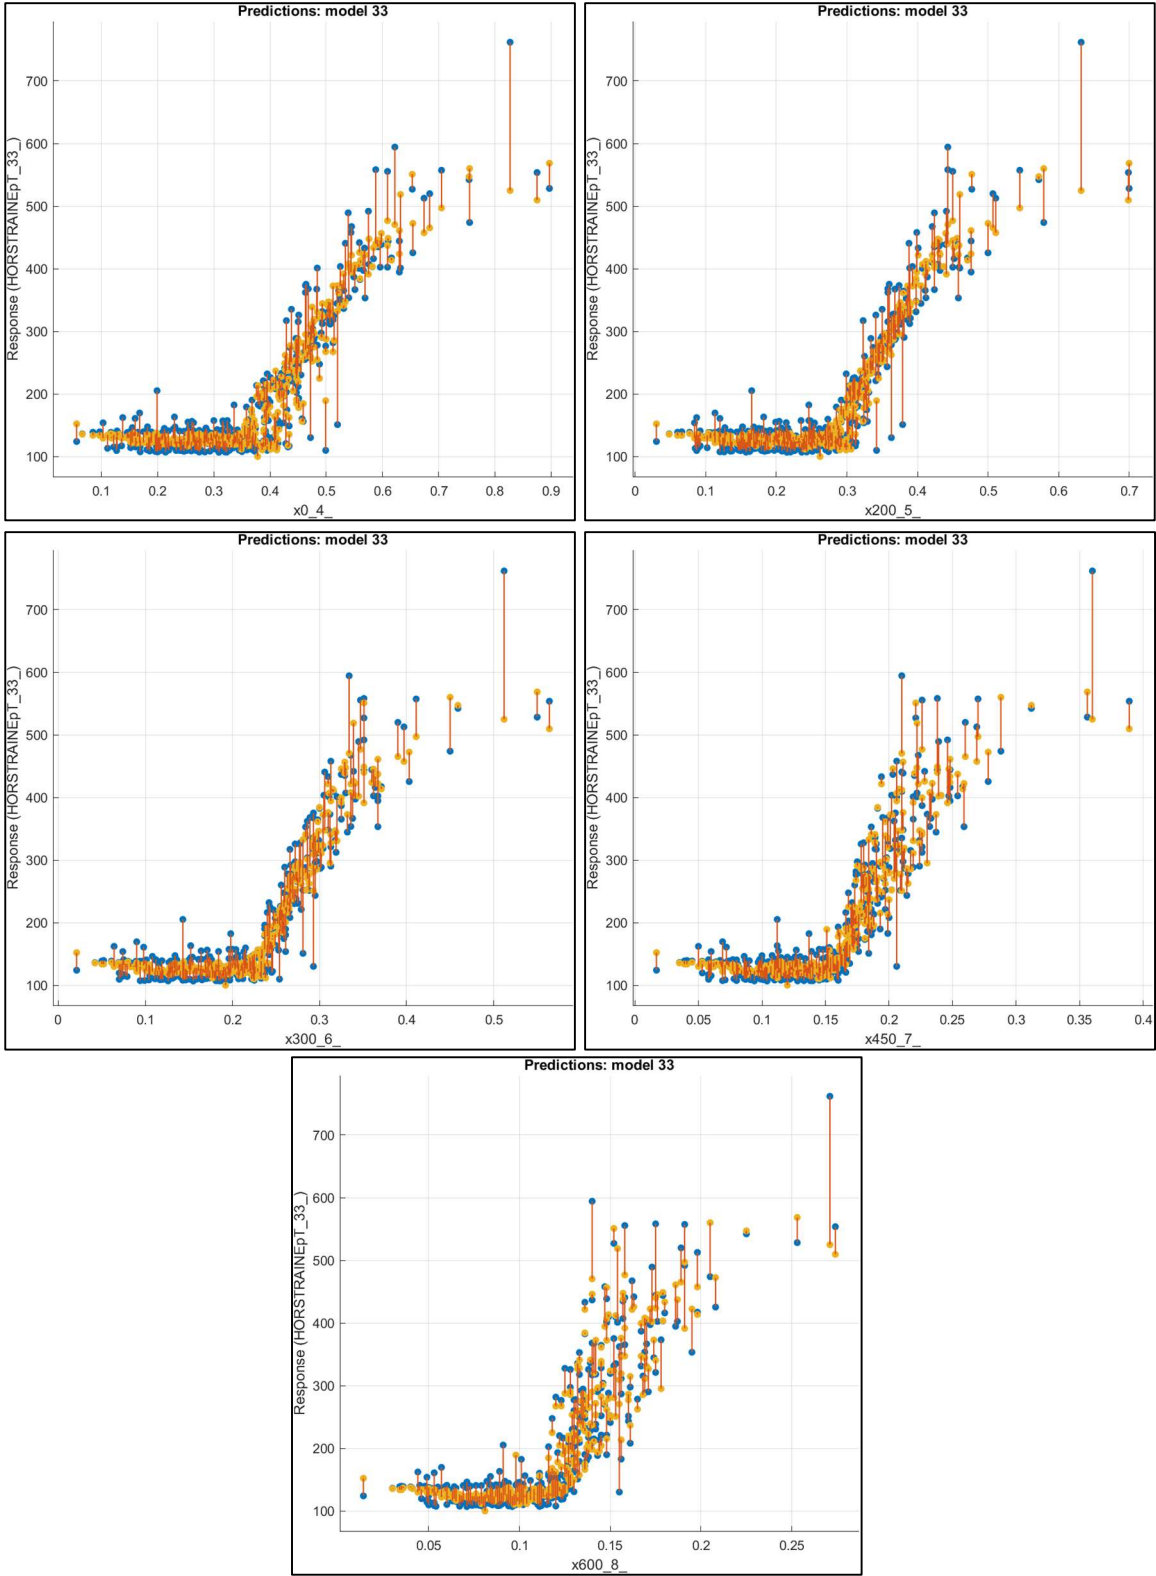 Predictions: model 33
Response (HORSTRAINEpT_33_)
700
600
500
400
300
200
100
0.1 0.2 0.3 0.4 0.5 0.6 0.7 0.8 0.9
x0_4_
Predictions: model 33
Response (HORSTRAINEpT_33_)
700
600
500
400
300
200
100
0 0.1 0.2 0.3 0.4 0.5 0.6 0.7
x200_5_
Predictions: model 33
Response (HORSTRAINEpT_33_)
700
600
500
400
300
200
100
0 0.1 0.2 0.3 0.4 0.5
x300_6_
Predictions: model 33
Response (HORSTRAINEpT_33_)
700
600
500
400
300
200
100
0 0.05 0.1 0.15 0.2 0.25 0.3 0.35 0.4
x450_7_
Predictions: model 33
Response (HORSTRAINEpT_33_)
700
600
500
400
300
200
100
0.05 0.1 0.15 0.2 0.25
x600_8_